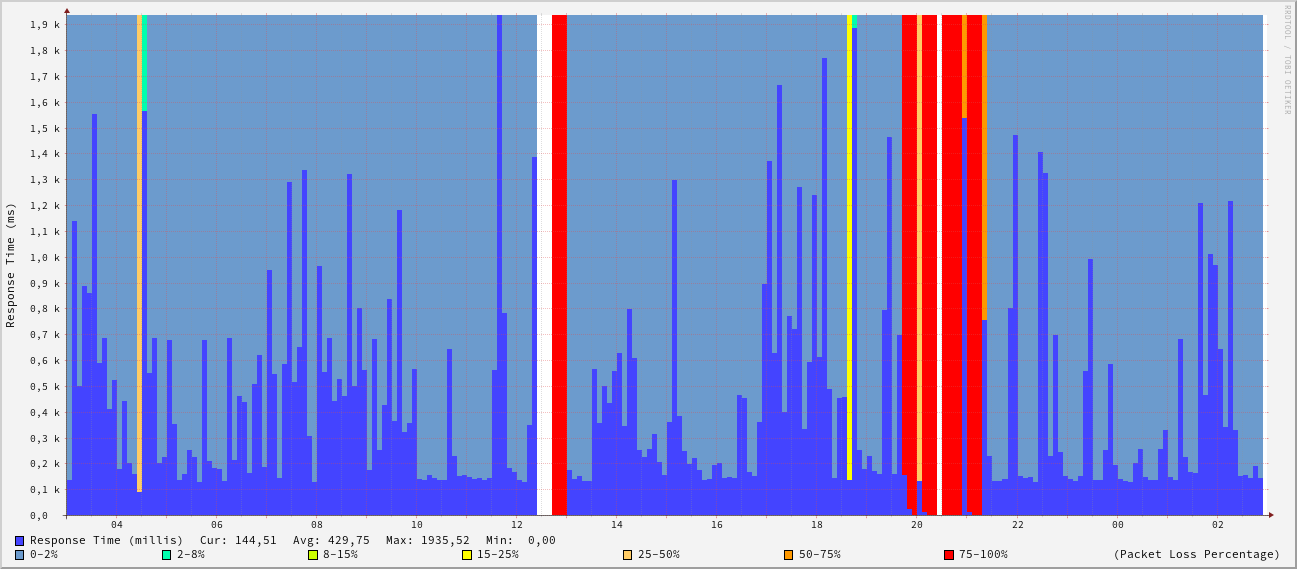 RRDTOOL / TOBI OETIKER
Response Time (ms)
1,9 k
1,8 k
1,7 k
1,6 k
1,5 k
1,4 k
1,3 k
1,2 k
1,1 k
1,0 k
0,9 k
0,8 k
0,7 k
0,6 k
0,5 k
0,4 k
0,3 k
0,2 k
0,1 k
0,0
04 06 08 10 12 14 16 18 20 22 00 02
Response Time (millis) Cur: 144,51 Avg: 429,75 Max: 1935,52 Min: 0,00
0-2% 2-8% 8-15% 15-25% 25-50% 50-75% 75-100% (Packet Loss Percentage)